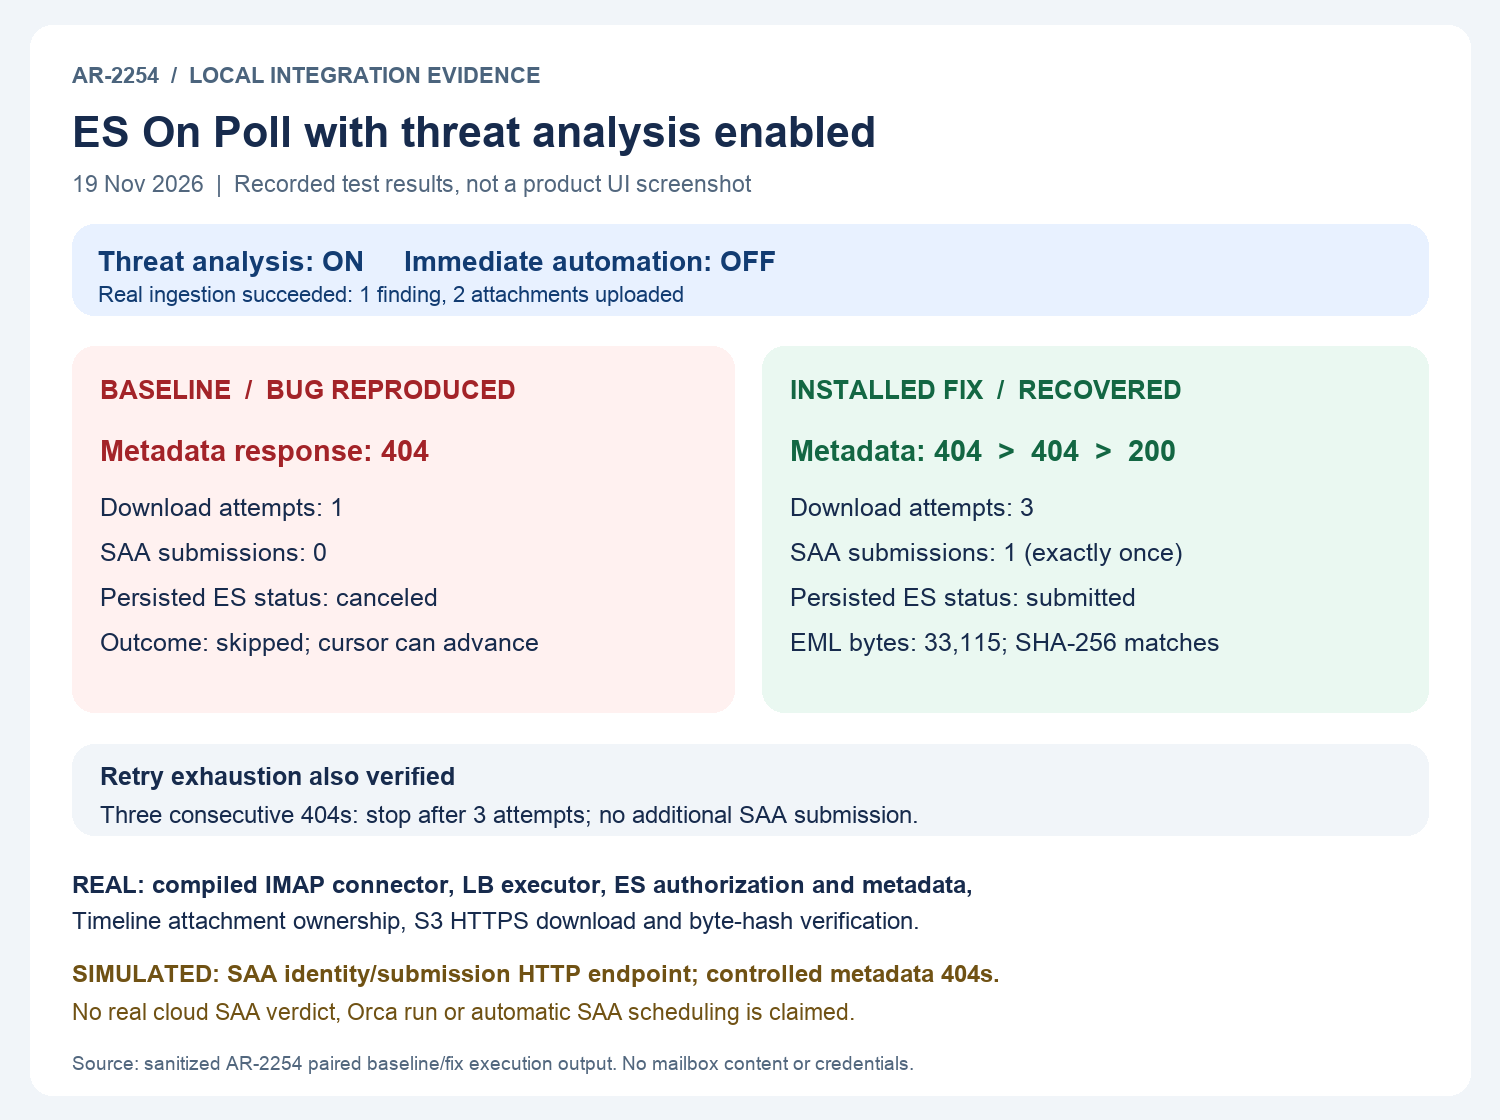 AR-2254 / LOCAL INTEGRATION EVIDENCE
ES On Poll with threat analysis enabled
19 Nov 2026 | Recorded test results, not a product UI screenshot
Threat analysis: ON Immediate automation: OFF
Real ingestion succeeded: 1 finding, 2 attachments uploaded
BASELINE / BUG REPRODUCED
Metadata response: 404
Download attempts: 1
SAA submissions: 0
Persisted ES status: canceled
Outcome: skipped; cursor can advance
INSTALLED FIX / RECOVERED
Metadata: 404 > 404 > 200
Download attempts: 3
SAA submissions: 1 (exactly once)
Persisted ES status: submitted
EML bytes: 33,115; SHA-256 matches
Retry exhaustion also verified
Three consecutive 404s: stop after 3 attempts; no additional SAA submission.
REAL: compiled IMAP connector, LB executor, ES authorization and metadata,
Timeline attachment ownership, S3 HTTPS download and byte-hash verification.
SIMULATED: SAA identity/submission HTTP endpoint; controlled metadata 404s.
No real cloud SAA verdict, Orca run or automatic SAA scheduling is claimed.
Source: sanitized AR-2254 paired baseline/fix execution output. No mailbox content or credentials.